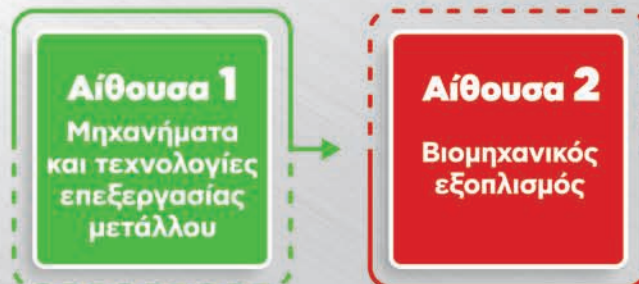 Αίθουσα 1
Μηχανήματα
και τεχνολογίες
επεξεργασίας
μετάλλου
Αίθουσα 2
Βιομηχανικός
εξοπλισμός